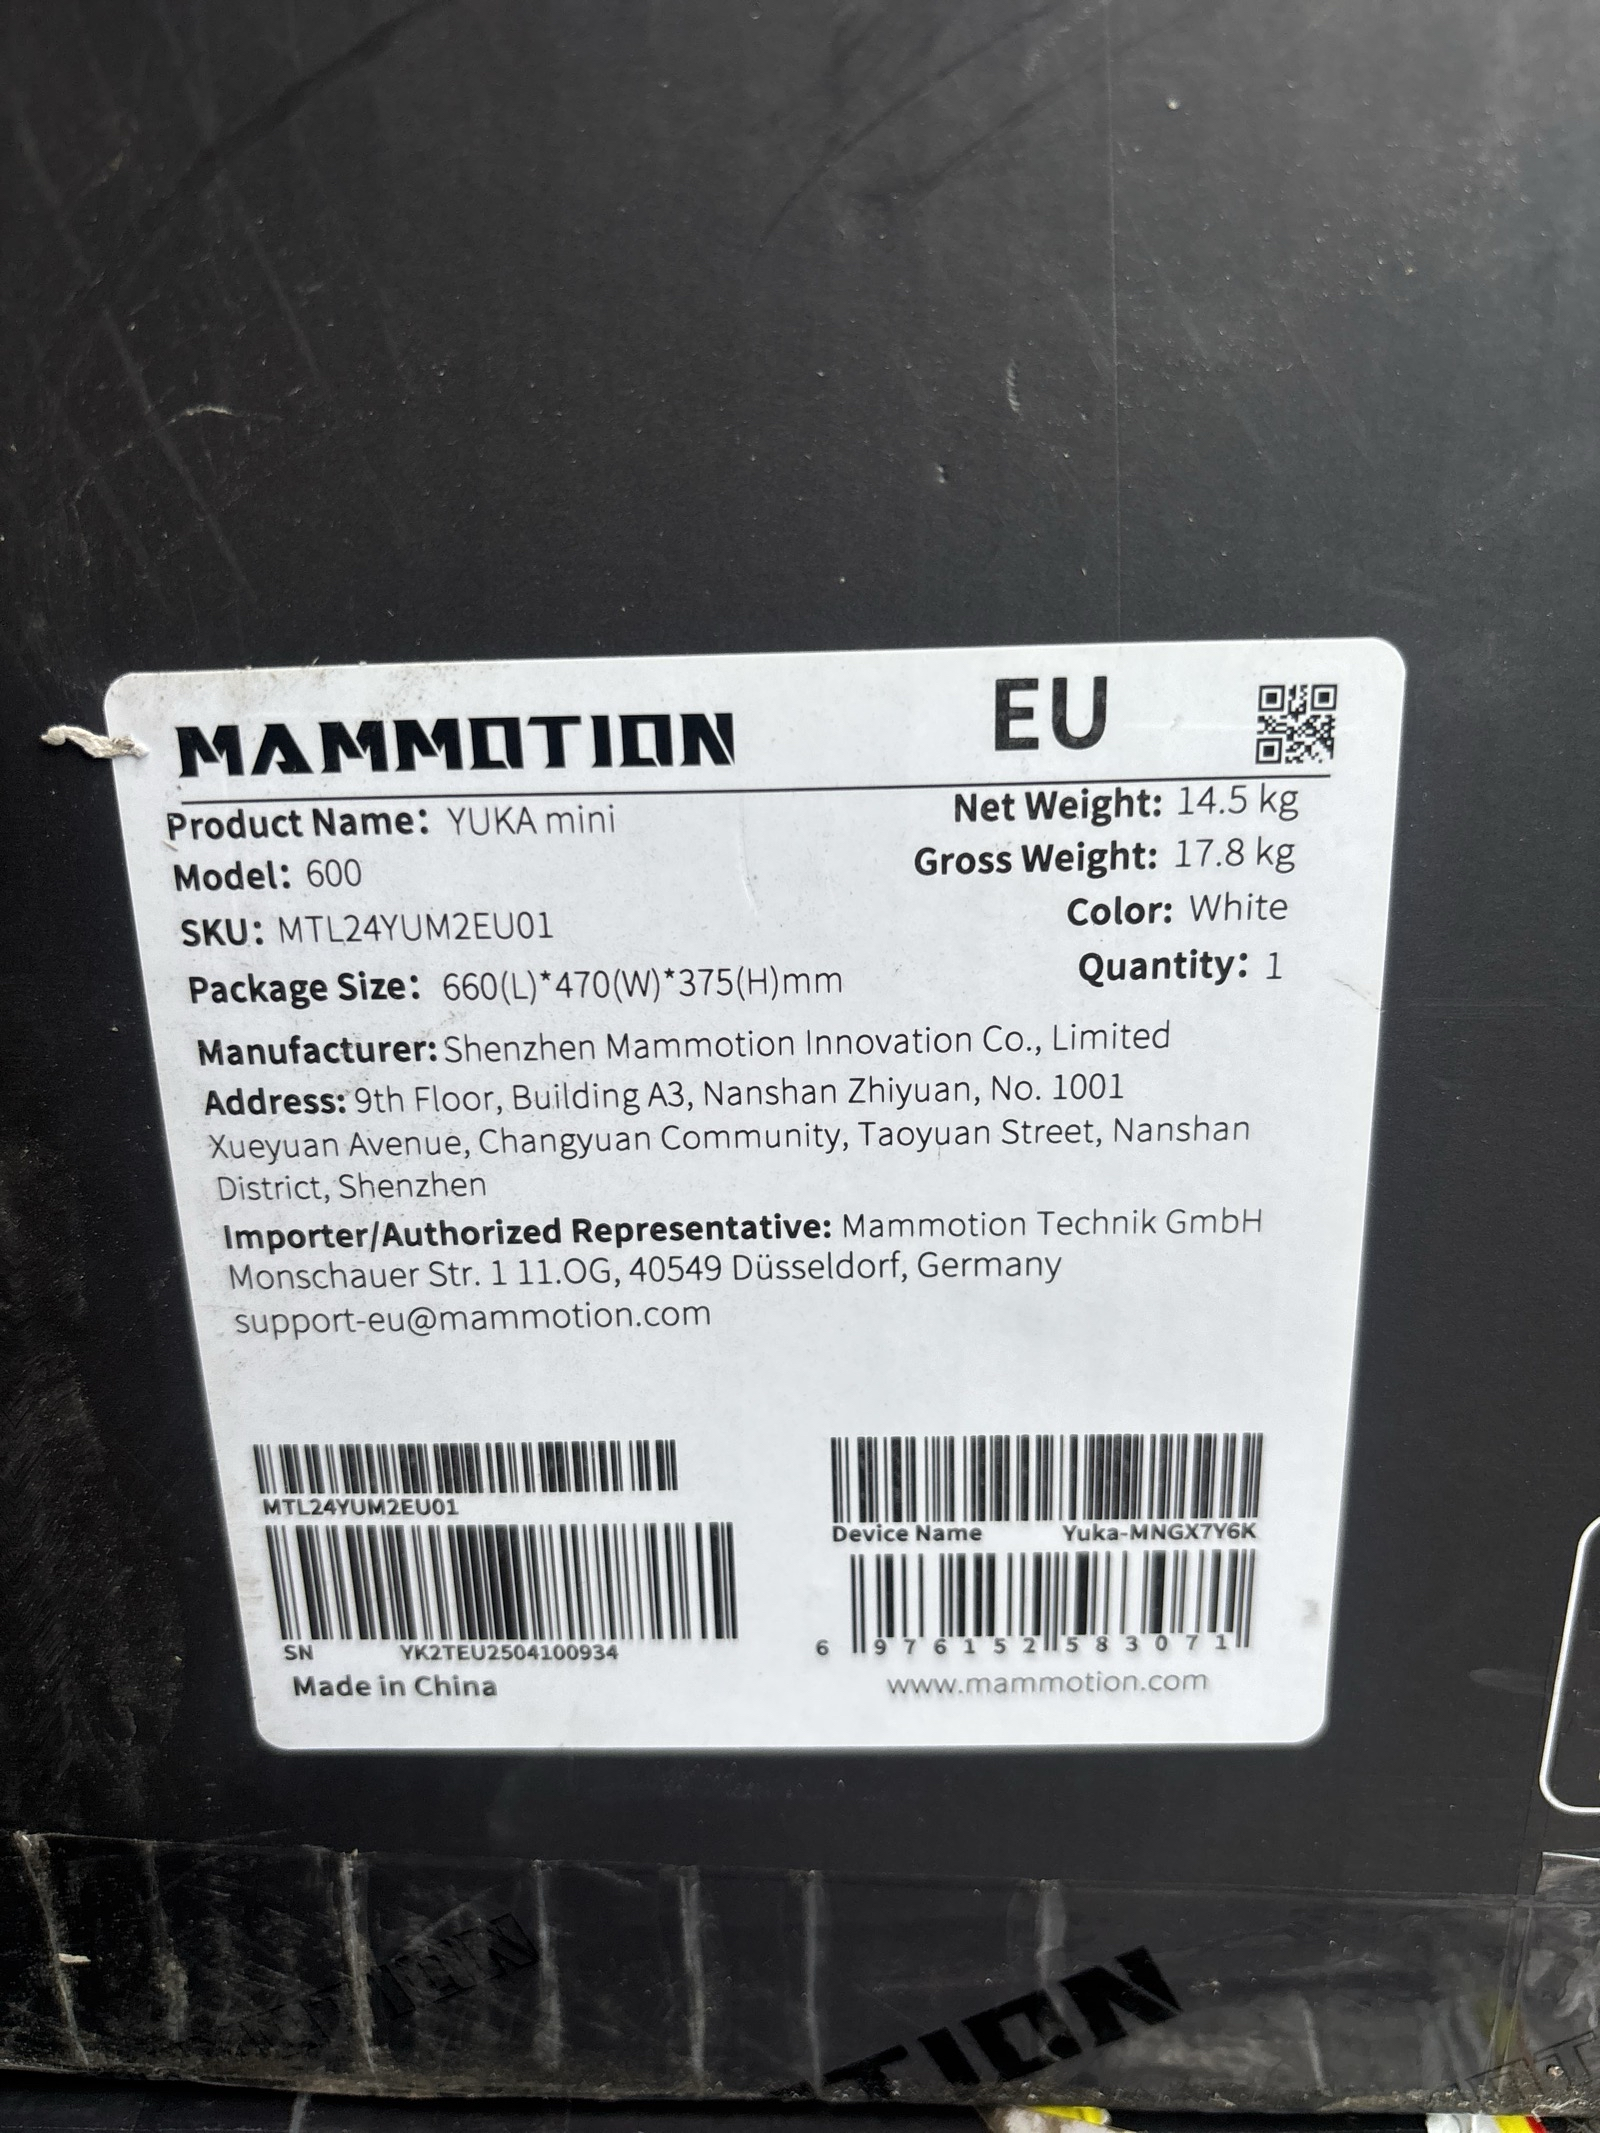 MAMMOTION
EU
Product Name: YUKA mini
Net Weight: 14.5 kg
Model: 600
Gross Weight: 17.8 kg
SKU: MTL24YUM2EU01
Color: White
Package Size: 660(L)*470(W)*375(H)mm
Quantity: 1
Manufacturer: Shenzhen Mammotion Innovation Co., Limited
Address: 9th Floor, Building A3, Nanshan Zhiyuan, No. 1001
Xueyuan Avenue, Changyuan Community, Taoyuan Street, Nanshan
District, Shenzhen
Importer/Authorized Representative: Mammotion Technik GmbH
Monschauer Str. 1 11.OG, 40549 Düsseldorf, Germany
support-eu@mammotion.com
MTL24YUM2EU01
Device Name Yuka-MNGX7Y6K
SN YK2TEU2504100934
6 976152 583071
Made in China
www.mammotion.com
TION